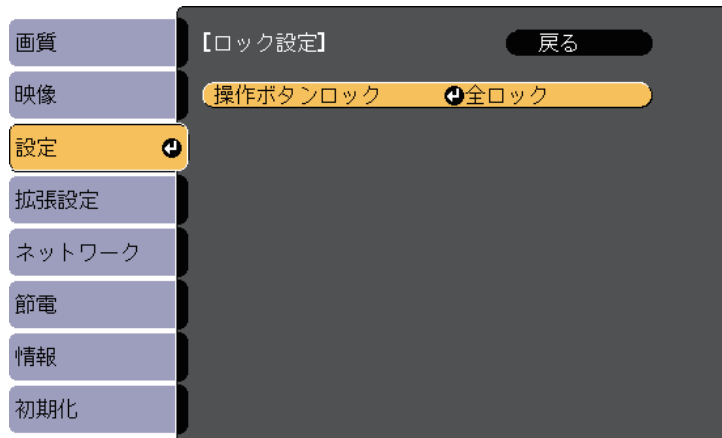 画質
映像
設定
拡張設定
ネットワーク
節電
情報
初期化
【ロック設定】
戻る
操作ボタンロック
全ロック